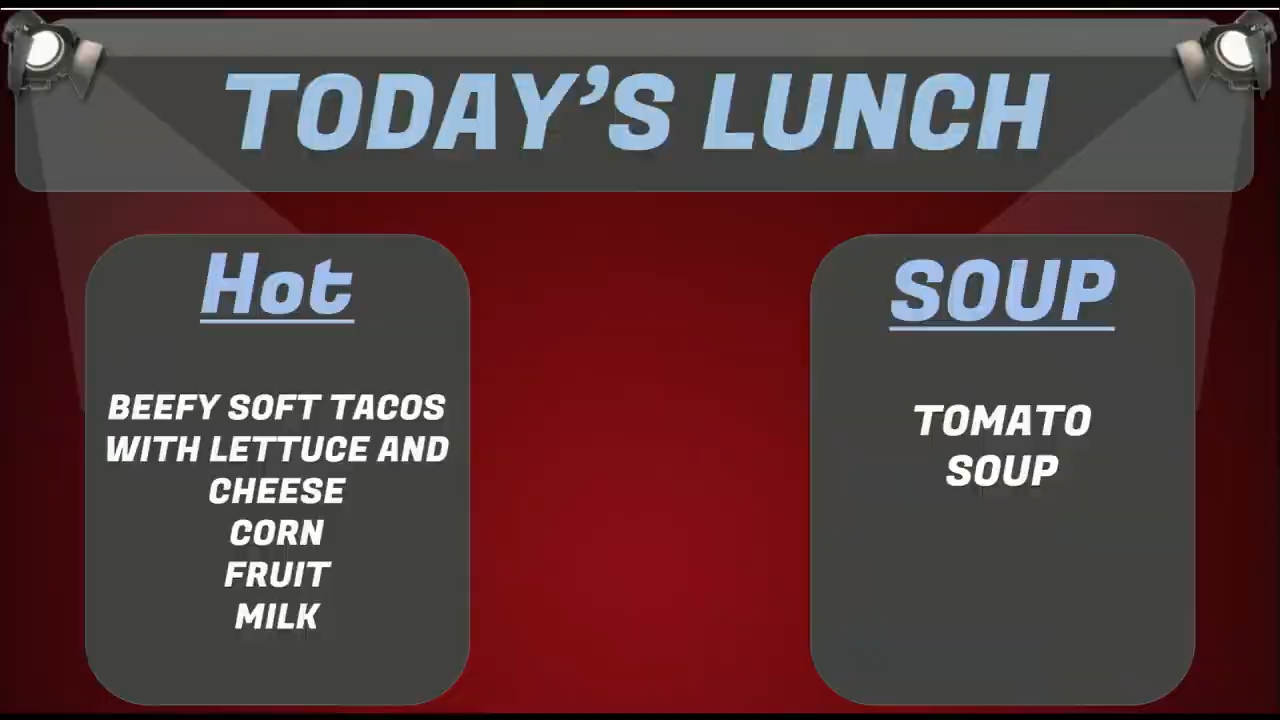 TODAY'S LUNCH
Hot
BEEFY SOFT TACOS
WITH LETTUCE AND
CHEESE
CORN
FRUIT
MILK
SOUP
TOMATO
SOUP